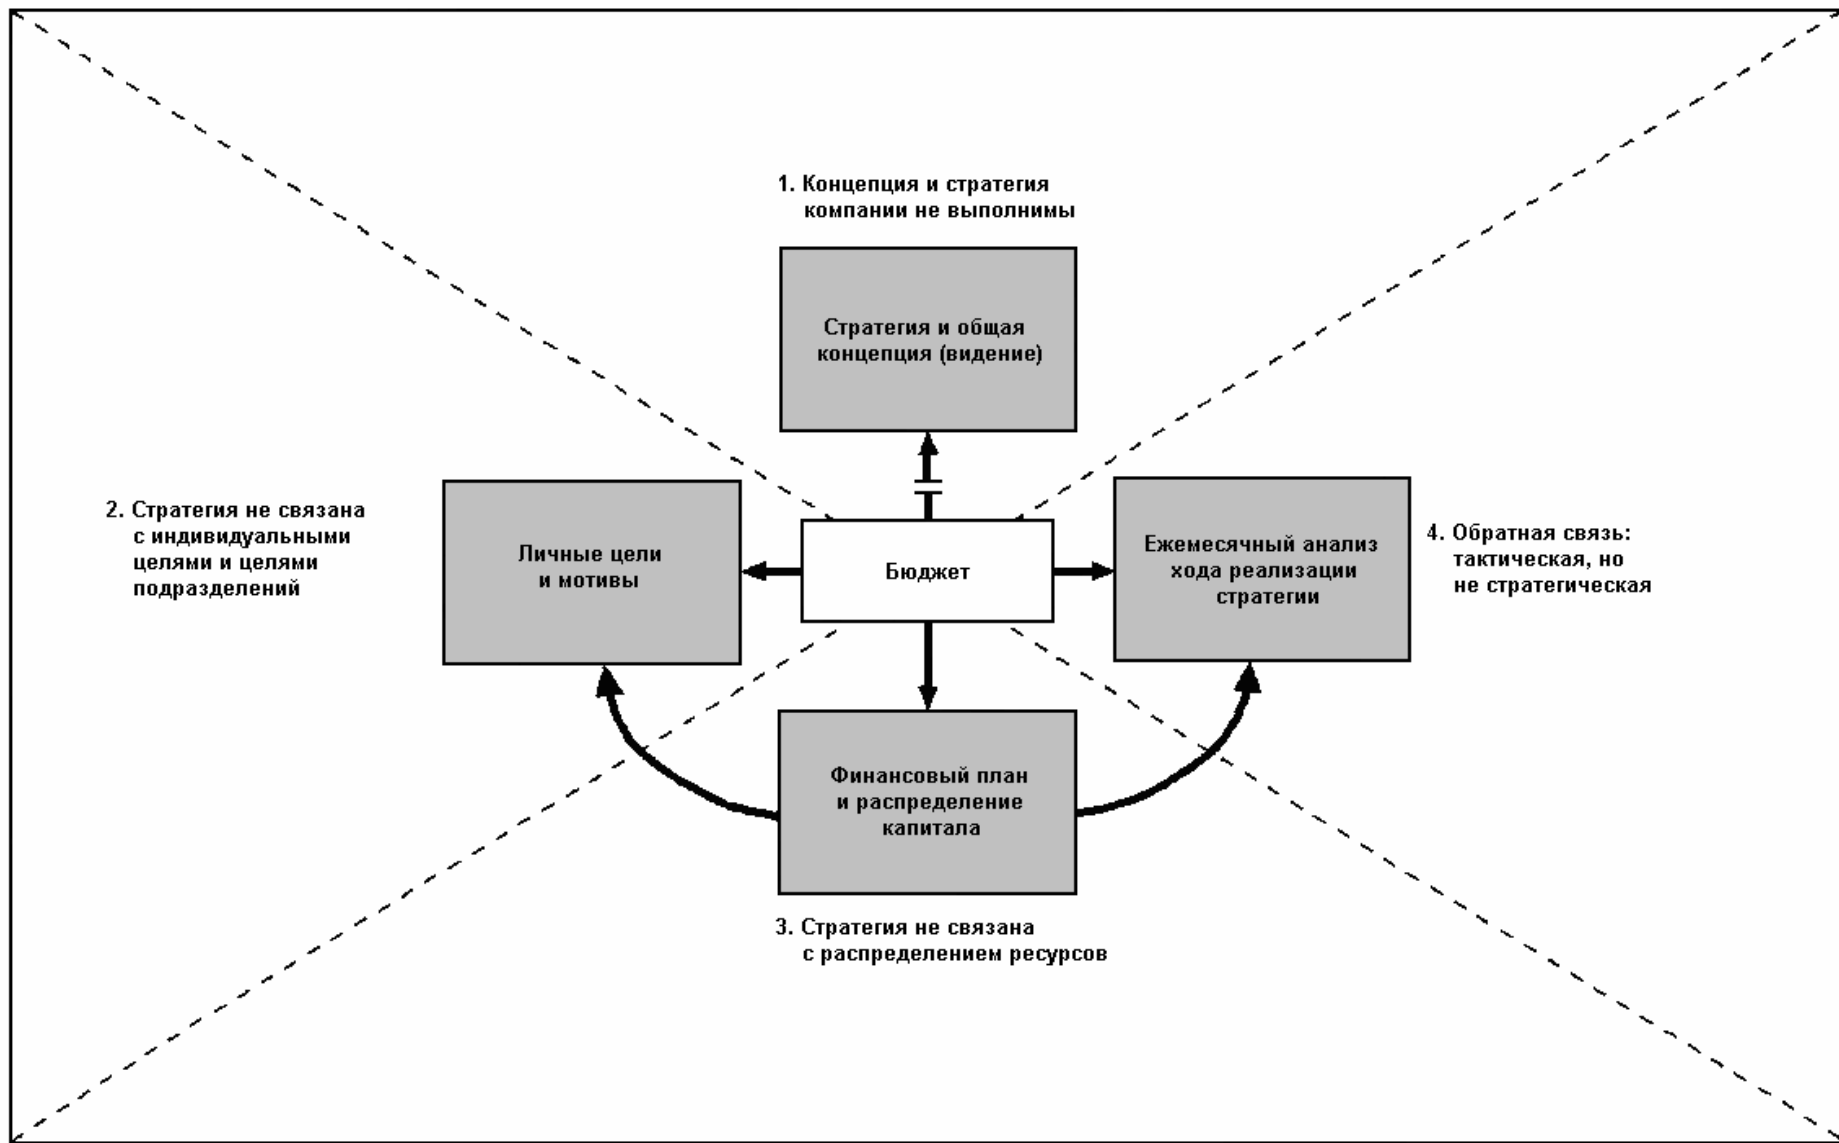 1. Концепция и стратегия
компании не выполнимы
Стратегия и общая
концепция (видение)
2. Стратегия не связана
с индивидуальными
целями и целями
подразделений
Личные цели
и мотивы
Бюджет
Ежемесячный анализ
хода реализации
стратегии
4. Обратная связь:
тактическая, но
не стратегическая
Финансовый план
и распределение
капитала
3. Стратегия не связана
с распределением ресурсов